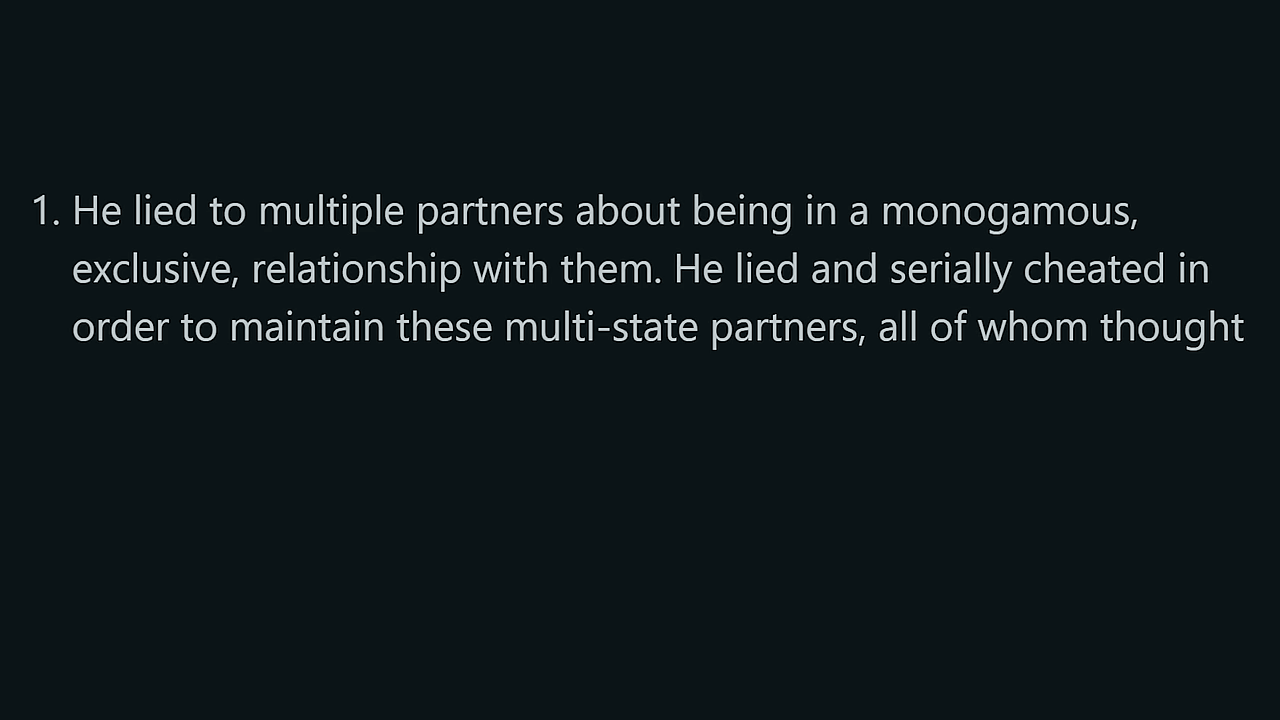 1. He lied to multiple partners about being in a monogamous,
exclusive, relationship with them. He lied and serially cheated in
order to maintain these multi-state partners, all of whom thought